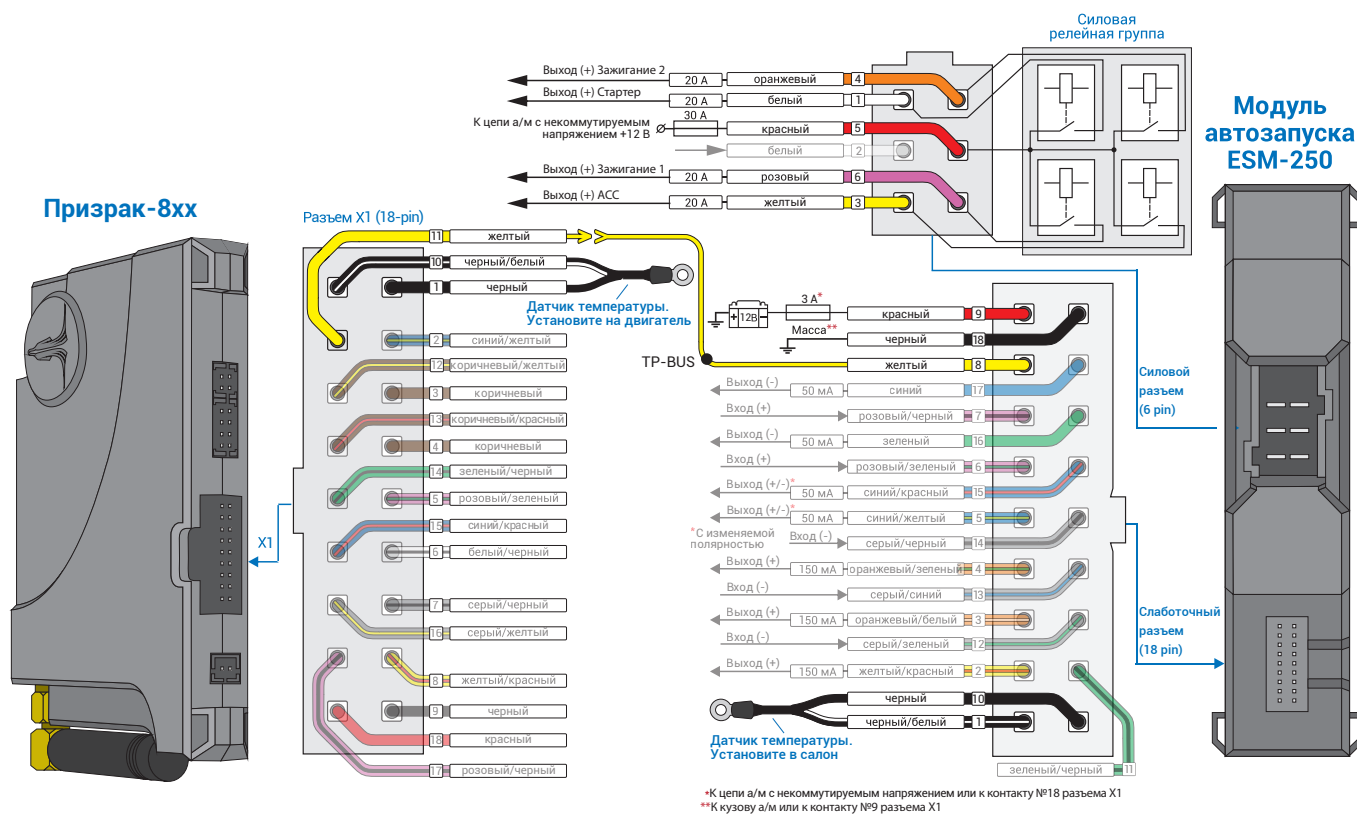 Силовая
релейная группа
Выход (+) Зажигание 2
20 А
оранжевый
4
Выход (+) Стартер
20 А
белый
1
К цепи а/м с некоммутируемым
напряжением +12 В
30 А
красный
5
белый
2
Выход (+) Зажигание 1
20 А
розовый
6
Выход (+) АСС
20 А
желтый
3
Модуль
автозапуска
ESM-250
Призрак-8xx
Разъем X1 (18-pin)
11 желтый
10 черный/белый
1 черный
Датчик температуры.
Установите на двигатель
2 синий/желтый
12 коричневый/желтый
3 коричневый
13 коричневый/красный
4 коричневый
14 зеленый/черный
5 розовый/зеленый
15 синий/красный
6 белый/черный
7 серый/черный
16 серый/желтый
8 желтый/красный
9 черный
18 красный
17 розовый/черный
X1
TP-BUS
+ 12В -
3 А*
красный 9
Масса**
черный 18
желтый 8
Выход (-) 50 мА синий 17
Вход (+) розовый/черный 7
Выход (-) 50 мА зеленый 16
Вход (+) розовый/зеленый 6
Выход (+/-)* 50 мА синий/красный 15
Выход (+/-)* 50 мА синий/желтый 5
*С изменяемой
полярностью
Вход (-) серый/черный 14
Выход (+) 150 мА оранжевый/зеленый 4
Вход (-) серый/синий 13
Выход (+) 150 мА оранжевый/белый 3
Вход (-) серый/зеленый 12
Выход (+) 150 мА желтый/красный 2
черный 10
черный/белый 1
Датчик температуры.
Установите в салон
зеленый/черный 11
Силовой
разъем
(6 pin)
Слаботочный
разъем
(18 pin)
*К цепи а/м с некоммутируемым напряжением или к контакту №18 разъема X1
**К кузову а/м или к контакту №9 разъема X1